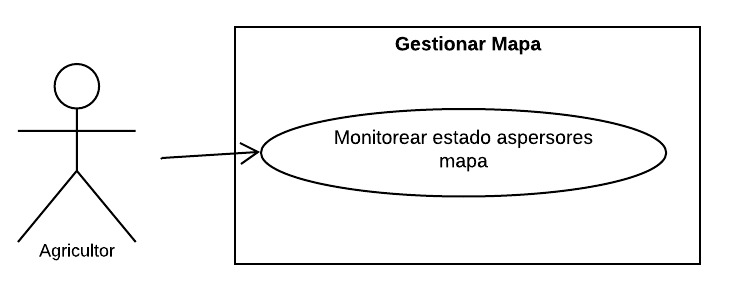 Gestionar Mapa
Monitorear estado aspersores
mapa
Agricultor